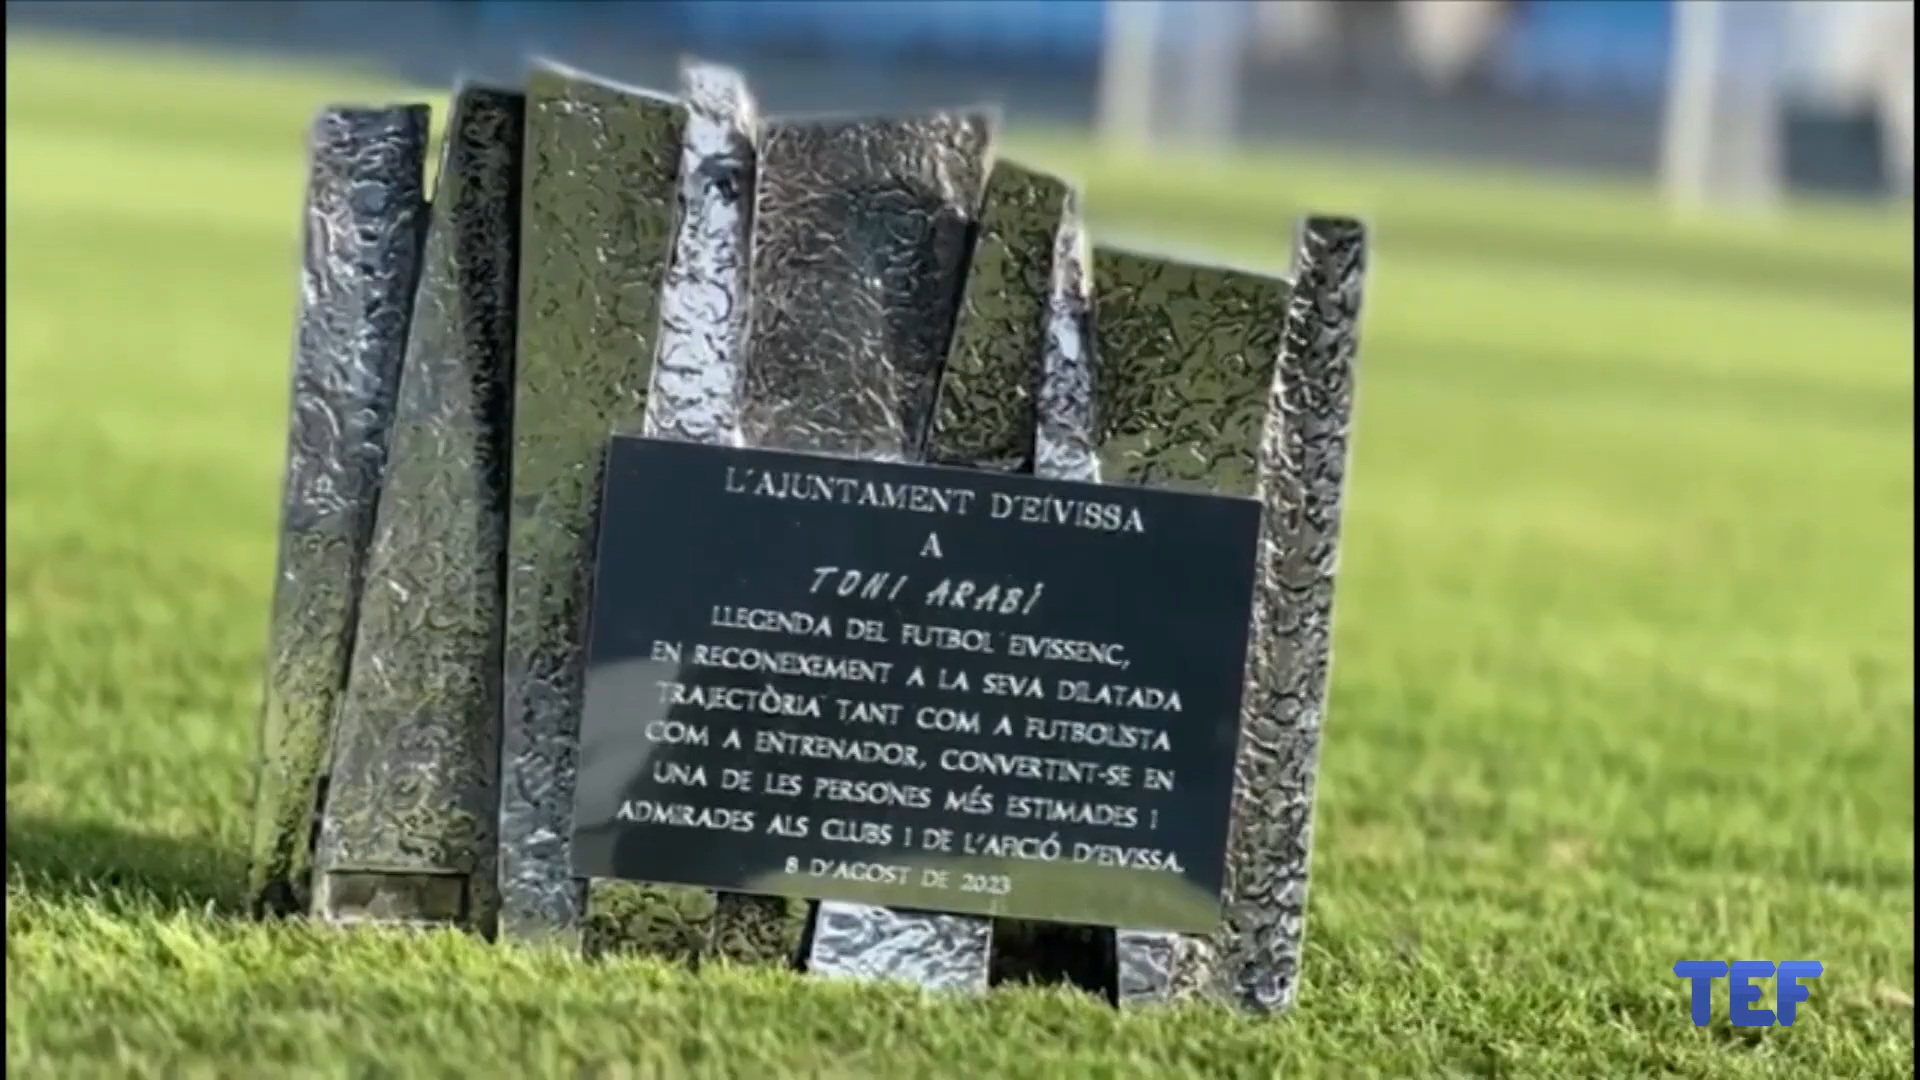 L'AJUNTAMENT D'EIVISSA
A
TONI ARABÍ
LLEGENDA DEL FUTBOL EIVISSENC,
EN RECONEIXEMENT A LA SEVA DILATADA
TRAJECTÒRIA TANT COM A FUTBOLISTA
COM A ENTRENADOR, CONVERTINT-SE EN
UNA DE LES PERSONES MÉS ESTIMADES I
ADMIRADES ALS CLUBS I DE L'AFICIÓ D'EIVISSA.
8 D'AGOST DE 2023
TEF